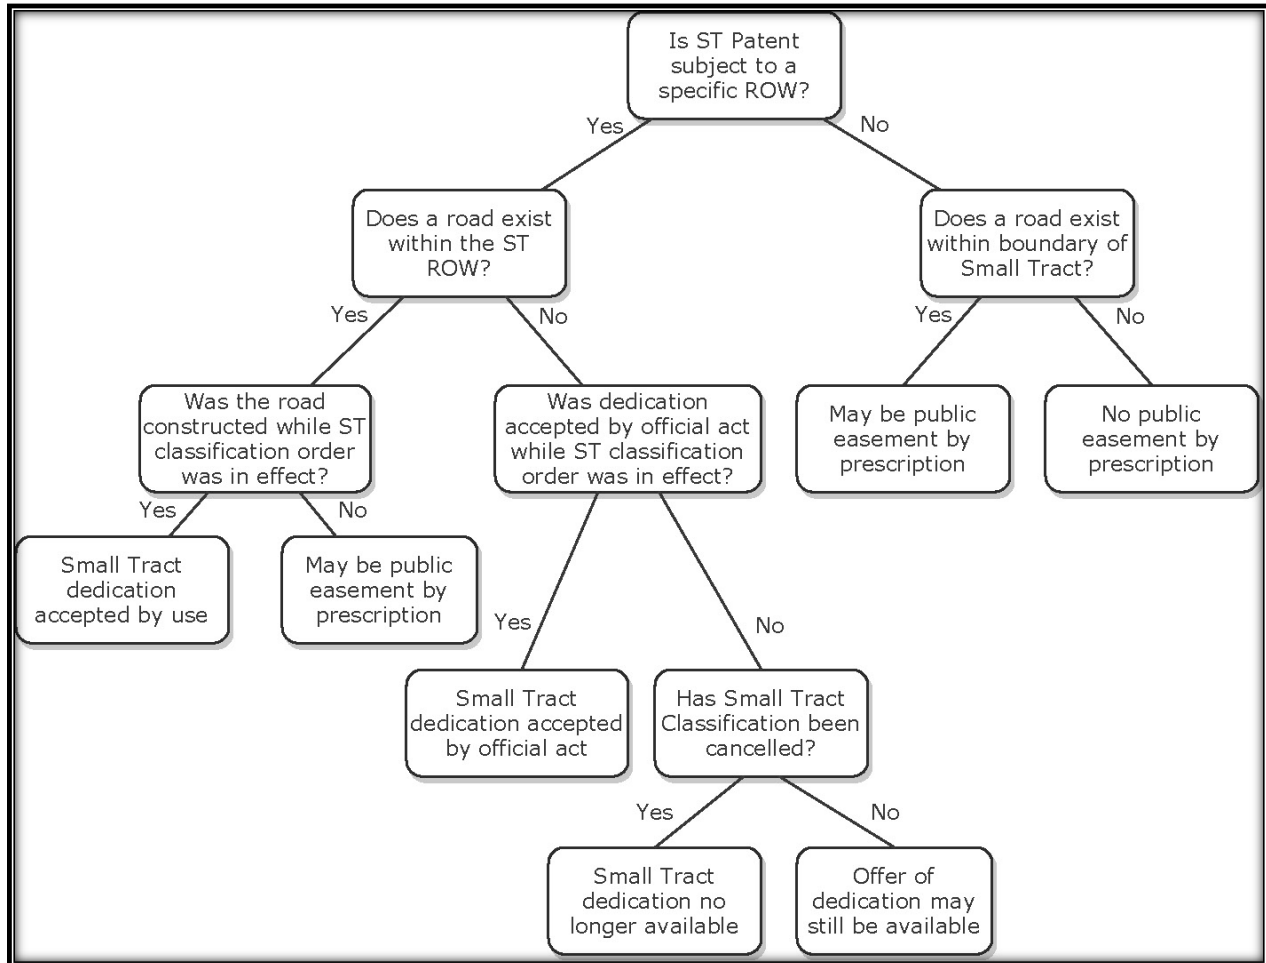 Is ST Patent
subject to a
specific ROW?
Yes
No
Does a road exist
within the ST
ROW?
Does a road exist
within boundary of
Small Tract?
Yes
No
Yes
No
Was the road
constructed while ST
classification order
was in effect?
Was dedication
accepted by official act
while ST classification
order was in effect?
May be public
easement by
prescription
No public
easement by
prescription
Yes
No
Small Tract
dedication
accepted by use
May be public
easement by
prescription
Yes
No
Small Tract
dedication accepted
by official act
Has Small Tract
Classification been
cancelled?
Yes
No
Small Tract
dedication no
longer available
Offer of
dedication may
still be available